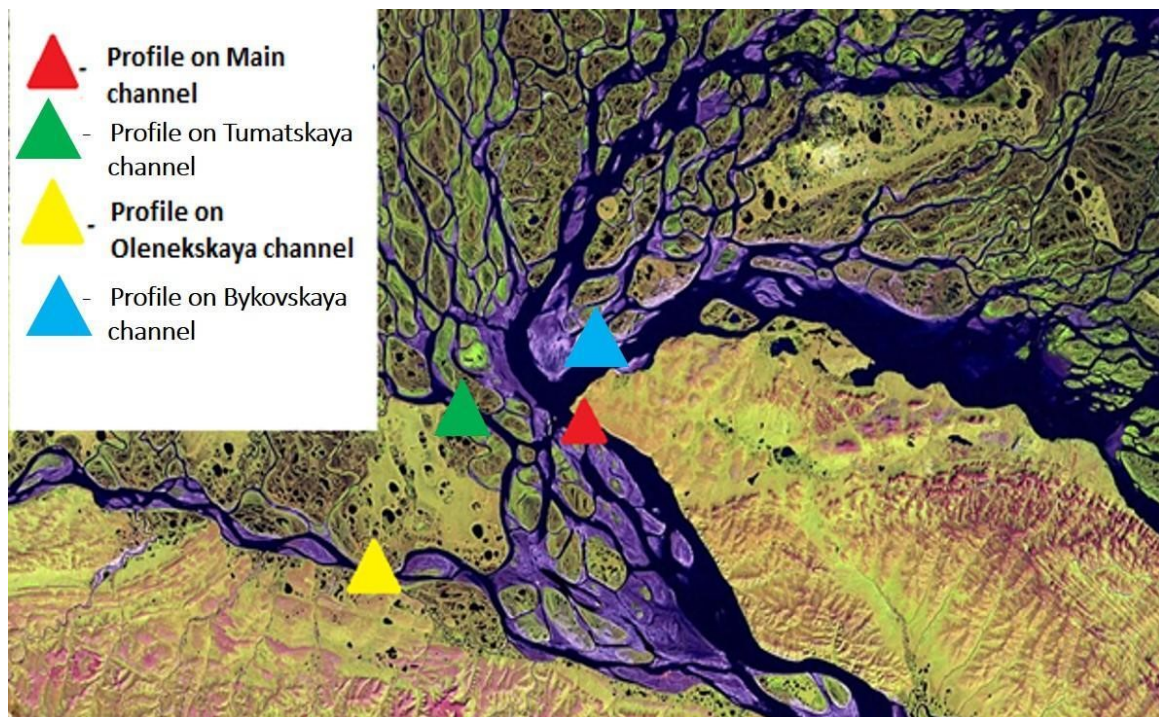 - Profile on Main
channel
- Profile on Tumatskaya
channel
- Profile on
Olenekskaya channel
- Profile on Bykovskaya
channel